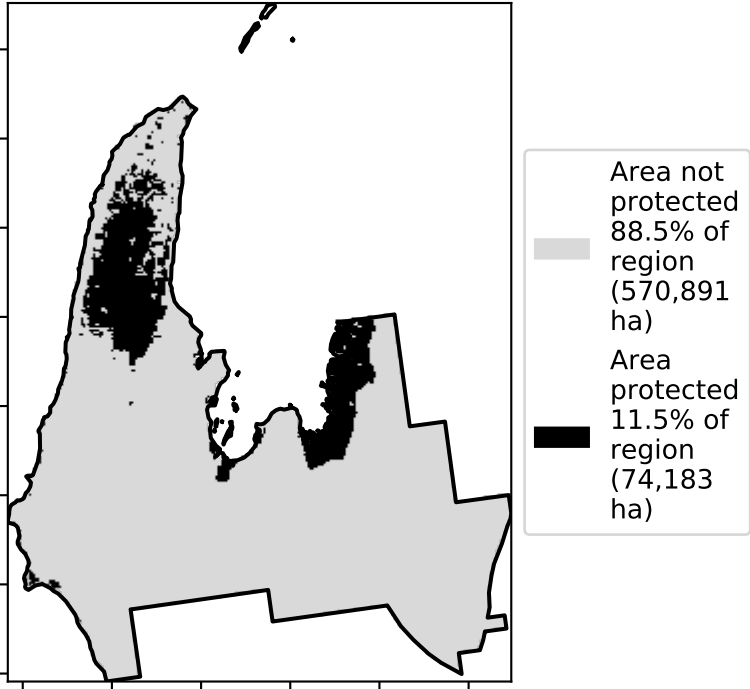 Area not
protected
88.5% of
region
(570,891
ha)
Area
protected
11.5% of
region
(74,183
ha)